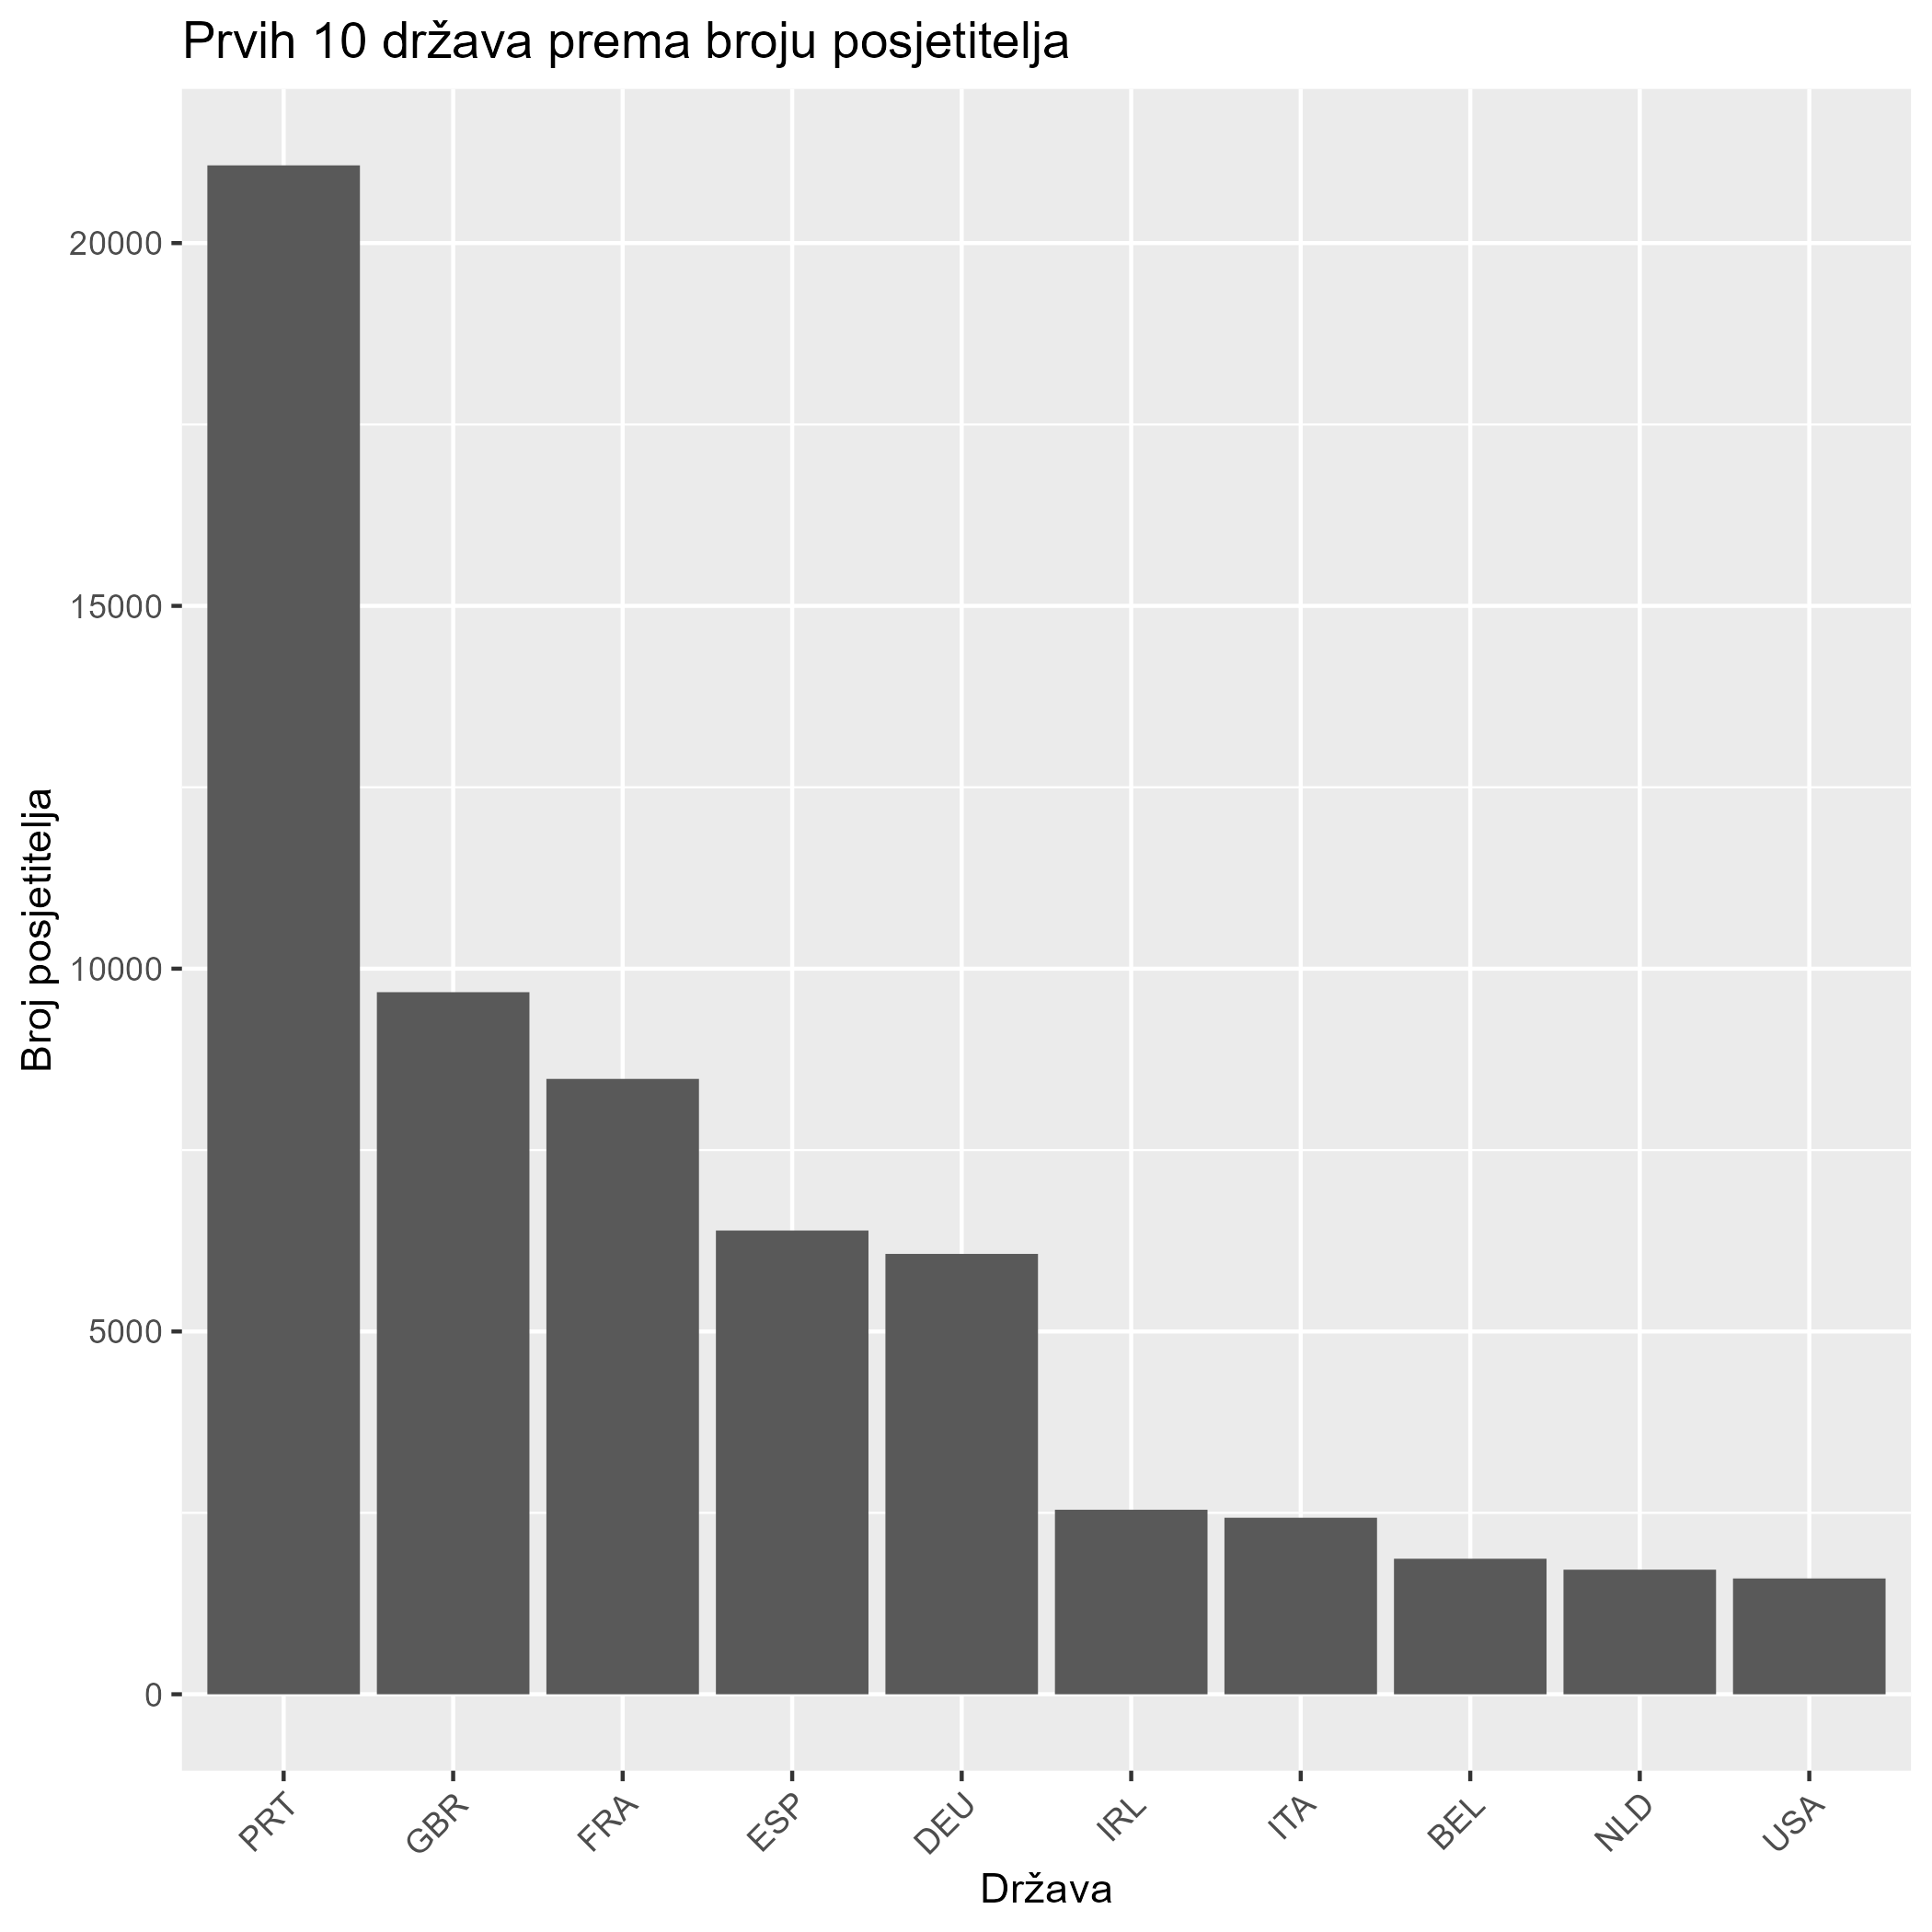 Prvih 10 država prema broju posjetitelja
Broj posjetitelja
20000
15000
10000
5000
0
PRT
GBR
FRA
ESP
DEU
IRL
ITA
BEL
NLD
USA
Država